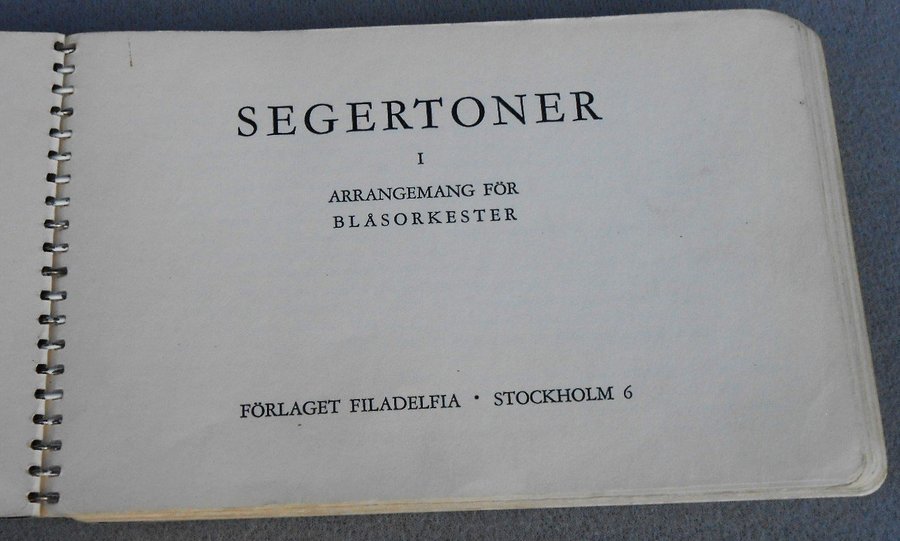 SEGERTONER
I
ARRANGEMANG FÖR
BLÅSORKESTER
FÖRLAGET FILADELFIA · STOCKHOLM 6